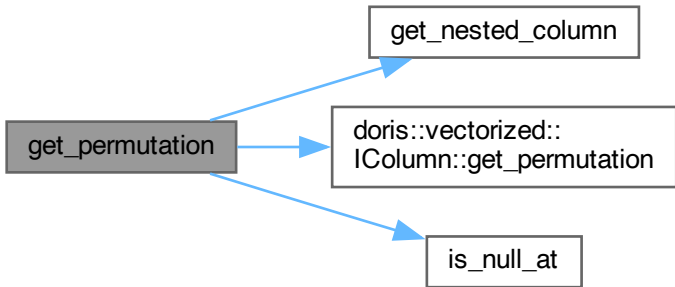 get_nested_column
get_permutation
doris::vectorized::
IColumn::get_permutation
is_null_at